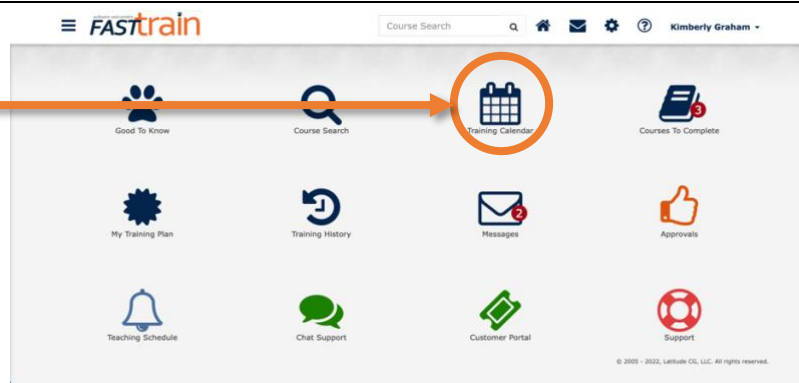 FASTtrain
Course Search
Kimberly Graham
Good To Know
Course Search
Training Calendar
Courses To Complete
3
My Training Plan
Training History
Messages
2
Approvals
Teaching Schedule
Chat Support
Customer Portal
Support
© 2005 - 2022, Latitude CG, LLC. All rights reserved.